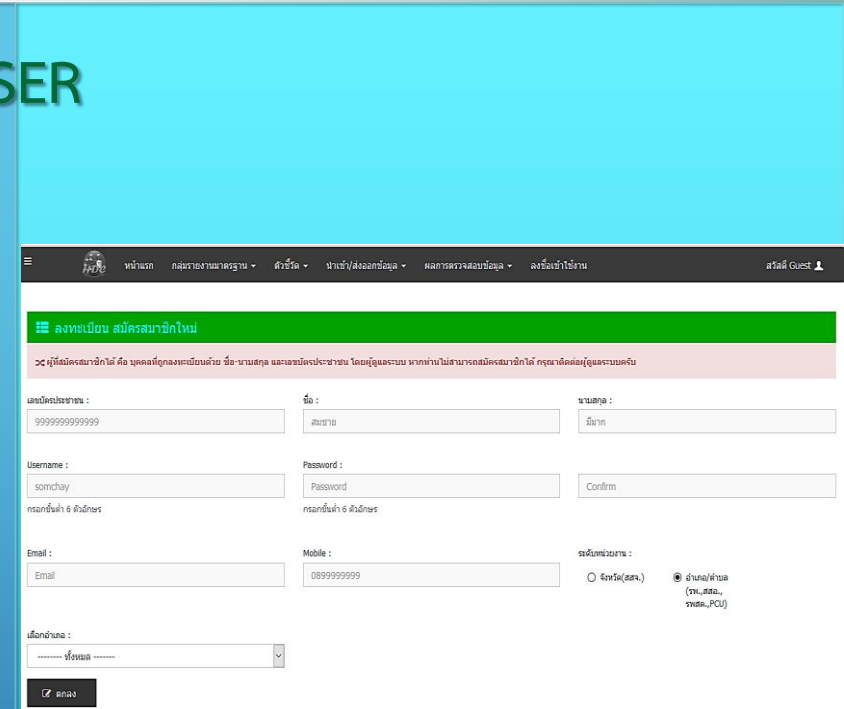 SER
HDC หน้าแรก กลุ่มรายงานมาตรฐาน ตัวชี้วัด นำเข้า/ส่งออกข้อมูล ผลการตรวจสอบข้อมูล ลงชื่อเข้าใช้งาน สวัสดี Guest
ลงทะเบียน สมัครสมาชิกใหม่
ผู้ที่สมัครสมาชิกได้ คือ บุคคลที่ถูกลงทะเบียนด้วย ชื่อ-นามสกุล และเลขบัตรประชาชน โดยผู้ดูแลระบบ หากท่านไม่สามารถสมัครสมาชิกได้ กรุณาติดต่อผู้ดูแลระบบครับ
เลขบัตรประชาชน : ชื่อ : นามสกุล :
9999999999999 สมชาย มีมาก
Username : Password :
somchay Password Confirm
กรอกขั้นต่ำ 6 ตัวอักษร กรอกขั้นต่ำ 6 ตัวอักษร
Email : Mobile : ระดับหน่วยงาน :
Email 0899999999 จังหวัด(สสจ.) อำเภอ/ตำบล
(รพ.,สสอ.,
รพสต.,PCU)
เลือกอำเภอ :
-------- ทั้งหมด -------
ตกลง